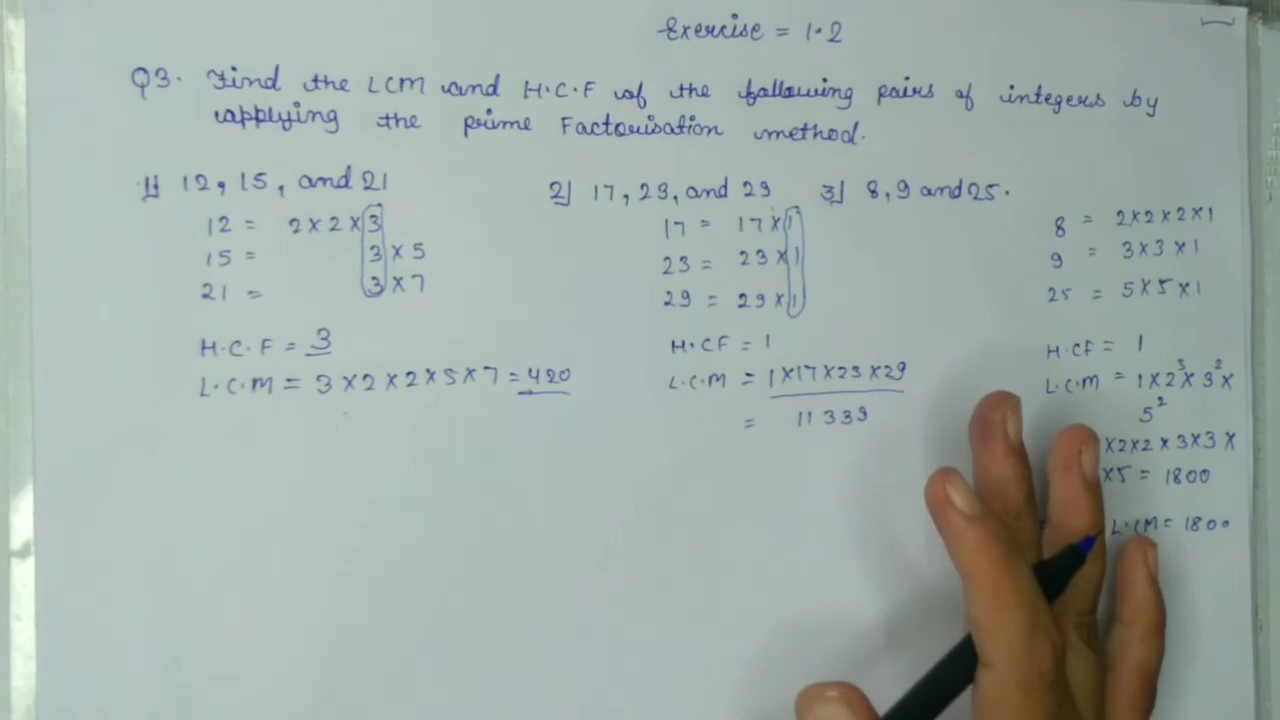 Exercise = 1.2
Q3. Find the LCM and H.C.F of the following pairs of integers by
applying the prime Factorisation method.
1] 12, 15, and 21
12 = 2×2×3
15 = 3×5
21 = 3×7
H.C.F = 3
L.C.M = 3×2×2×5×7 = 420
2] 17, 23, and 29
17 = 17×1
23 = 23×1
29 = 29×1
H.CF = 1
L.C.M = 1×17×23×29
= 11339
3] 8, 9 and 25.
8 = 2×2×2×1
9 = 3×3×1
25 = 5×5×1
H.CF = 1
L.C.M = 1×2³×3²×
5²
×2×2×3×3×
×5 = 1800
L.CM = 1800